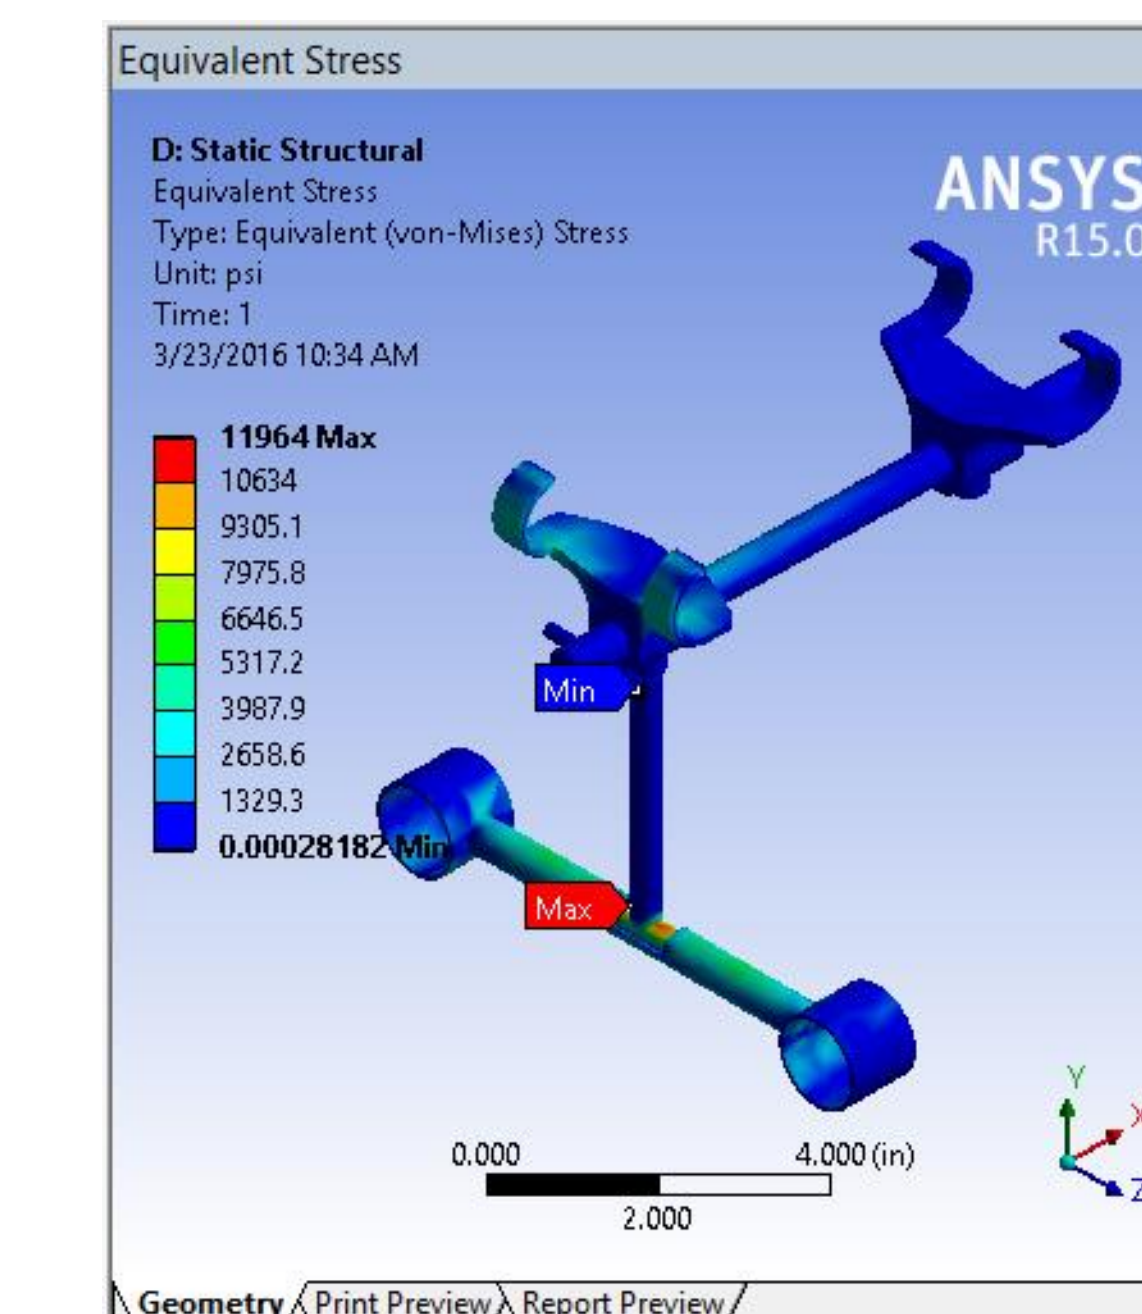 Equivalent Stress
D: Static Structural
Equivalent Stress
Type: Equivalent (von-Mises) Stress
Unit: psi
Time: 1
3/23/2016 10:34 AM
ANSYS
R15.0
11964 Max
10634
9305.1
7975.8
6646.5
5317.2
3987.9
2658.6
1329.3
0.00028182 Min
Min
Max
0.000
4.000 (in)
2.000
Y
X
Z
Geometry Print Preview Report Preview